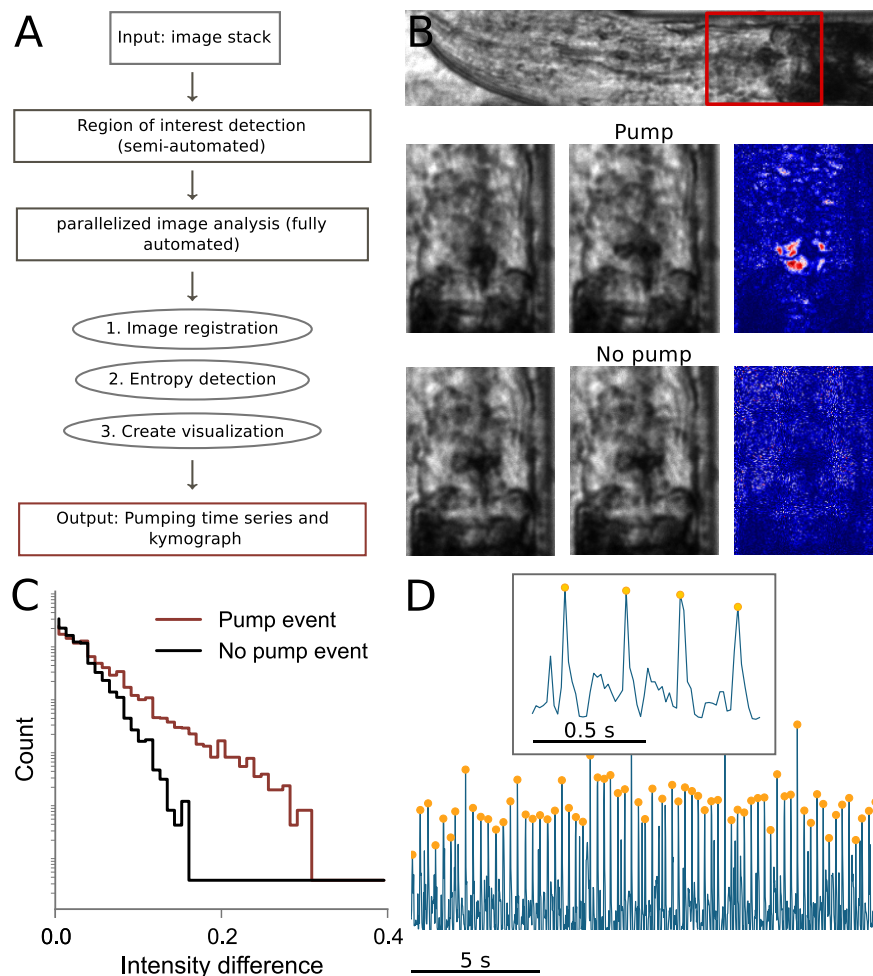 A
Input: image stack
Region of interest detection
(semi-automated)
parallelized image analysis (fully
automated)
1. Image registration
2. Entropy detection
3. Create visualization
Output: Pumping time series and
kymograph
B
Pump
No pump
C
Pump event
No pump event
Count
0.0
0.2
0.4
Intensity difference
D
0.5 s
5 s